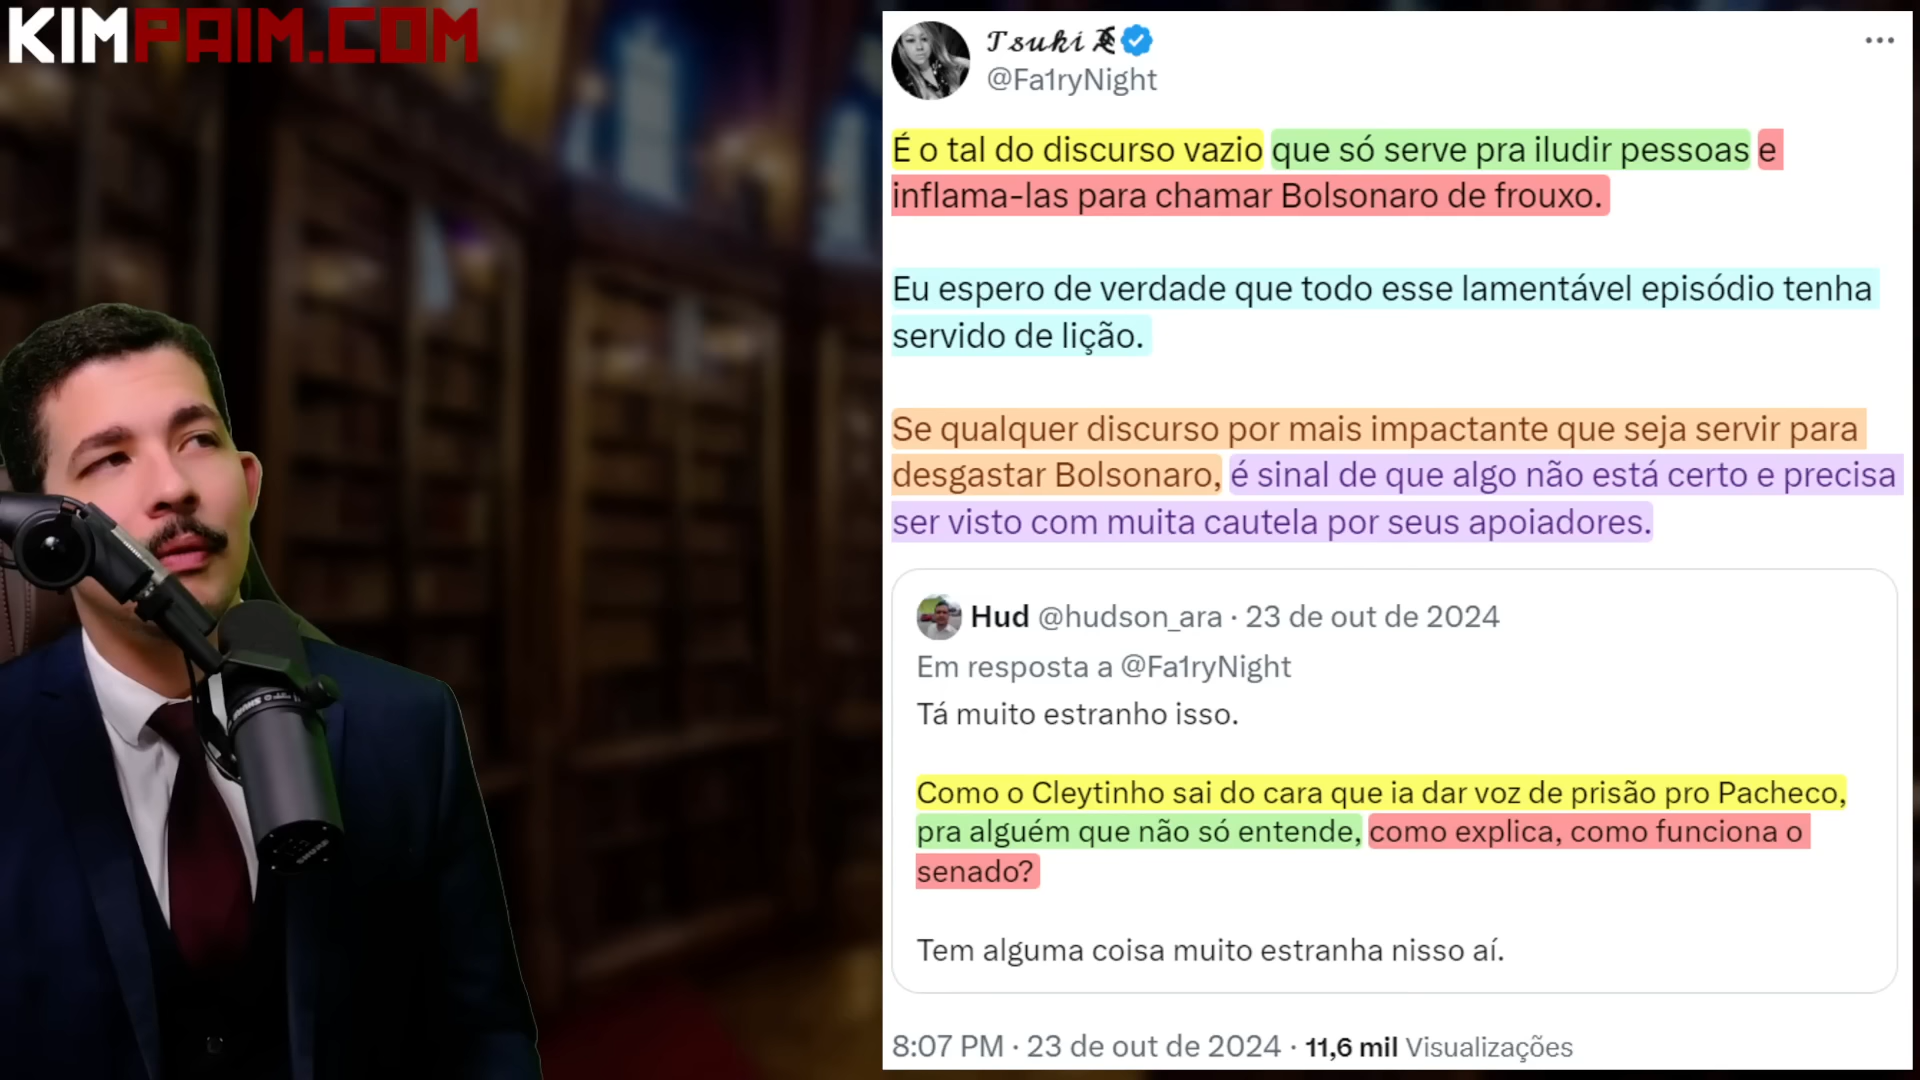 KIMPAIM.COM
Tsuki
@Fa1ryNight
É o tal do discurso vazio que só serve pra iludir pessoas e
inflama-las para chamar Bolsonaro de frouxo.
Eu espero de verdade que todo esse lamentável episódio tenha
servido de lição.
Se qualquer discurso por mais impactante que seja servir para
desgastar Bolsonaro, é sinal de que algo não está certo e precisa
ser visto com muita cautela por seus apoiadores.
Hud @hudson_ara · 23 de out de 2024
Em resposta a @Fa1ryNight
Tá muito estranho isso.
Como o Cleytinho sai do cara que ia dar voz de prisão pro Pacheco,
pra alguém que não só entende, como explica, como funciona o
senado?
Tem alguma coisa muito estranha nisso aí.
8:07 PM · 23 de out de 2024 · 11,6 mil Visualizações